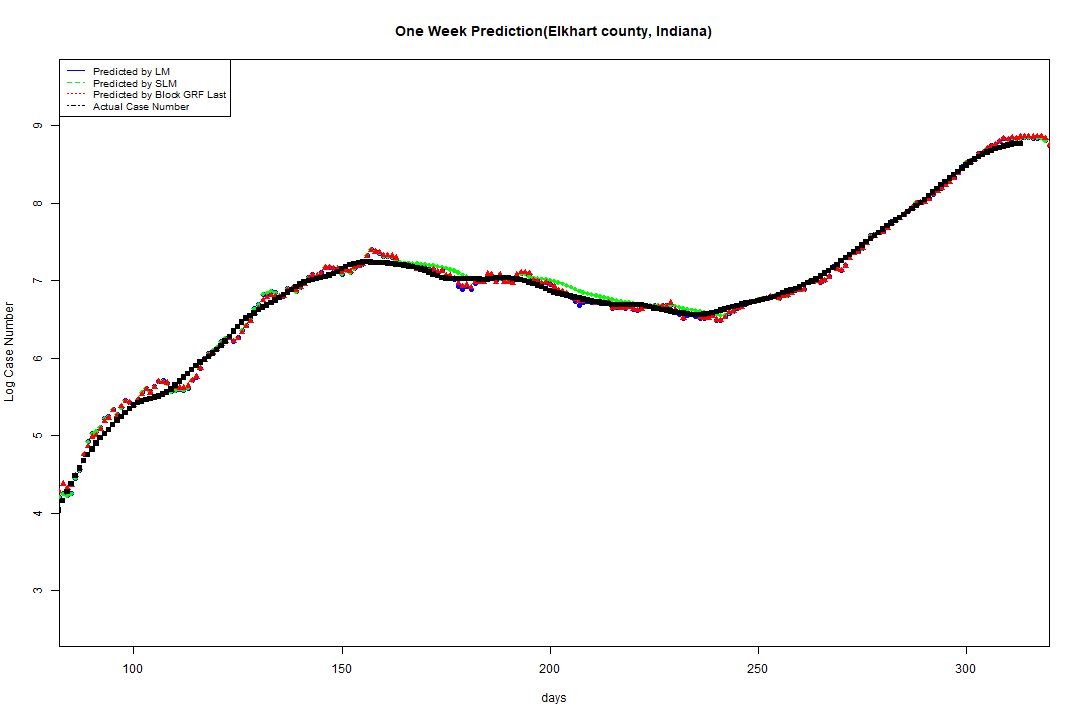 One Week Prediction(Elkhart county, Indiana)
Predicted by LM
Predicted by SLM
Predicted by Block GRF Last
Actual Case Number
9
8
7
6
5
4
3
Log Case Number
100
150
200
250
300
days